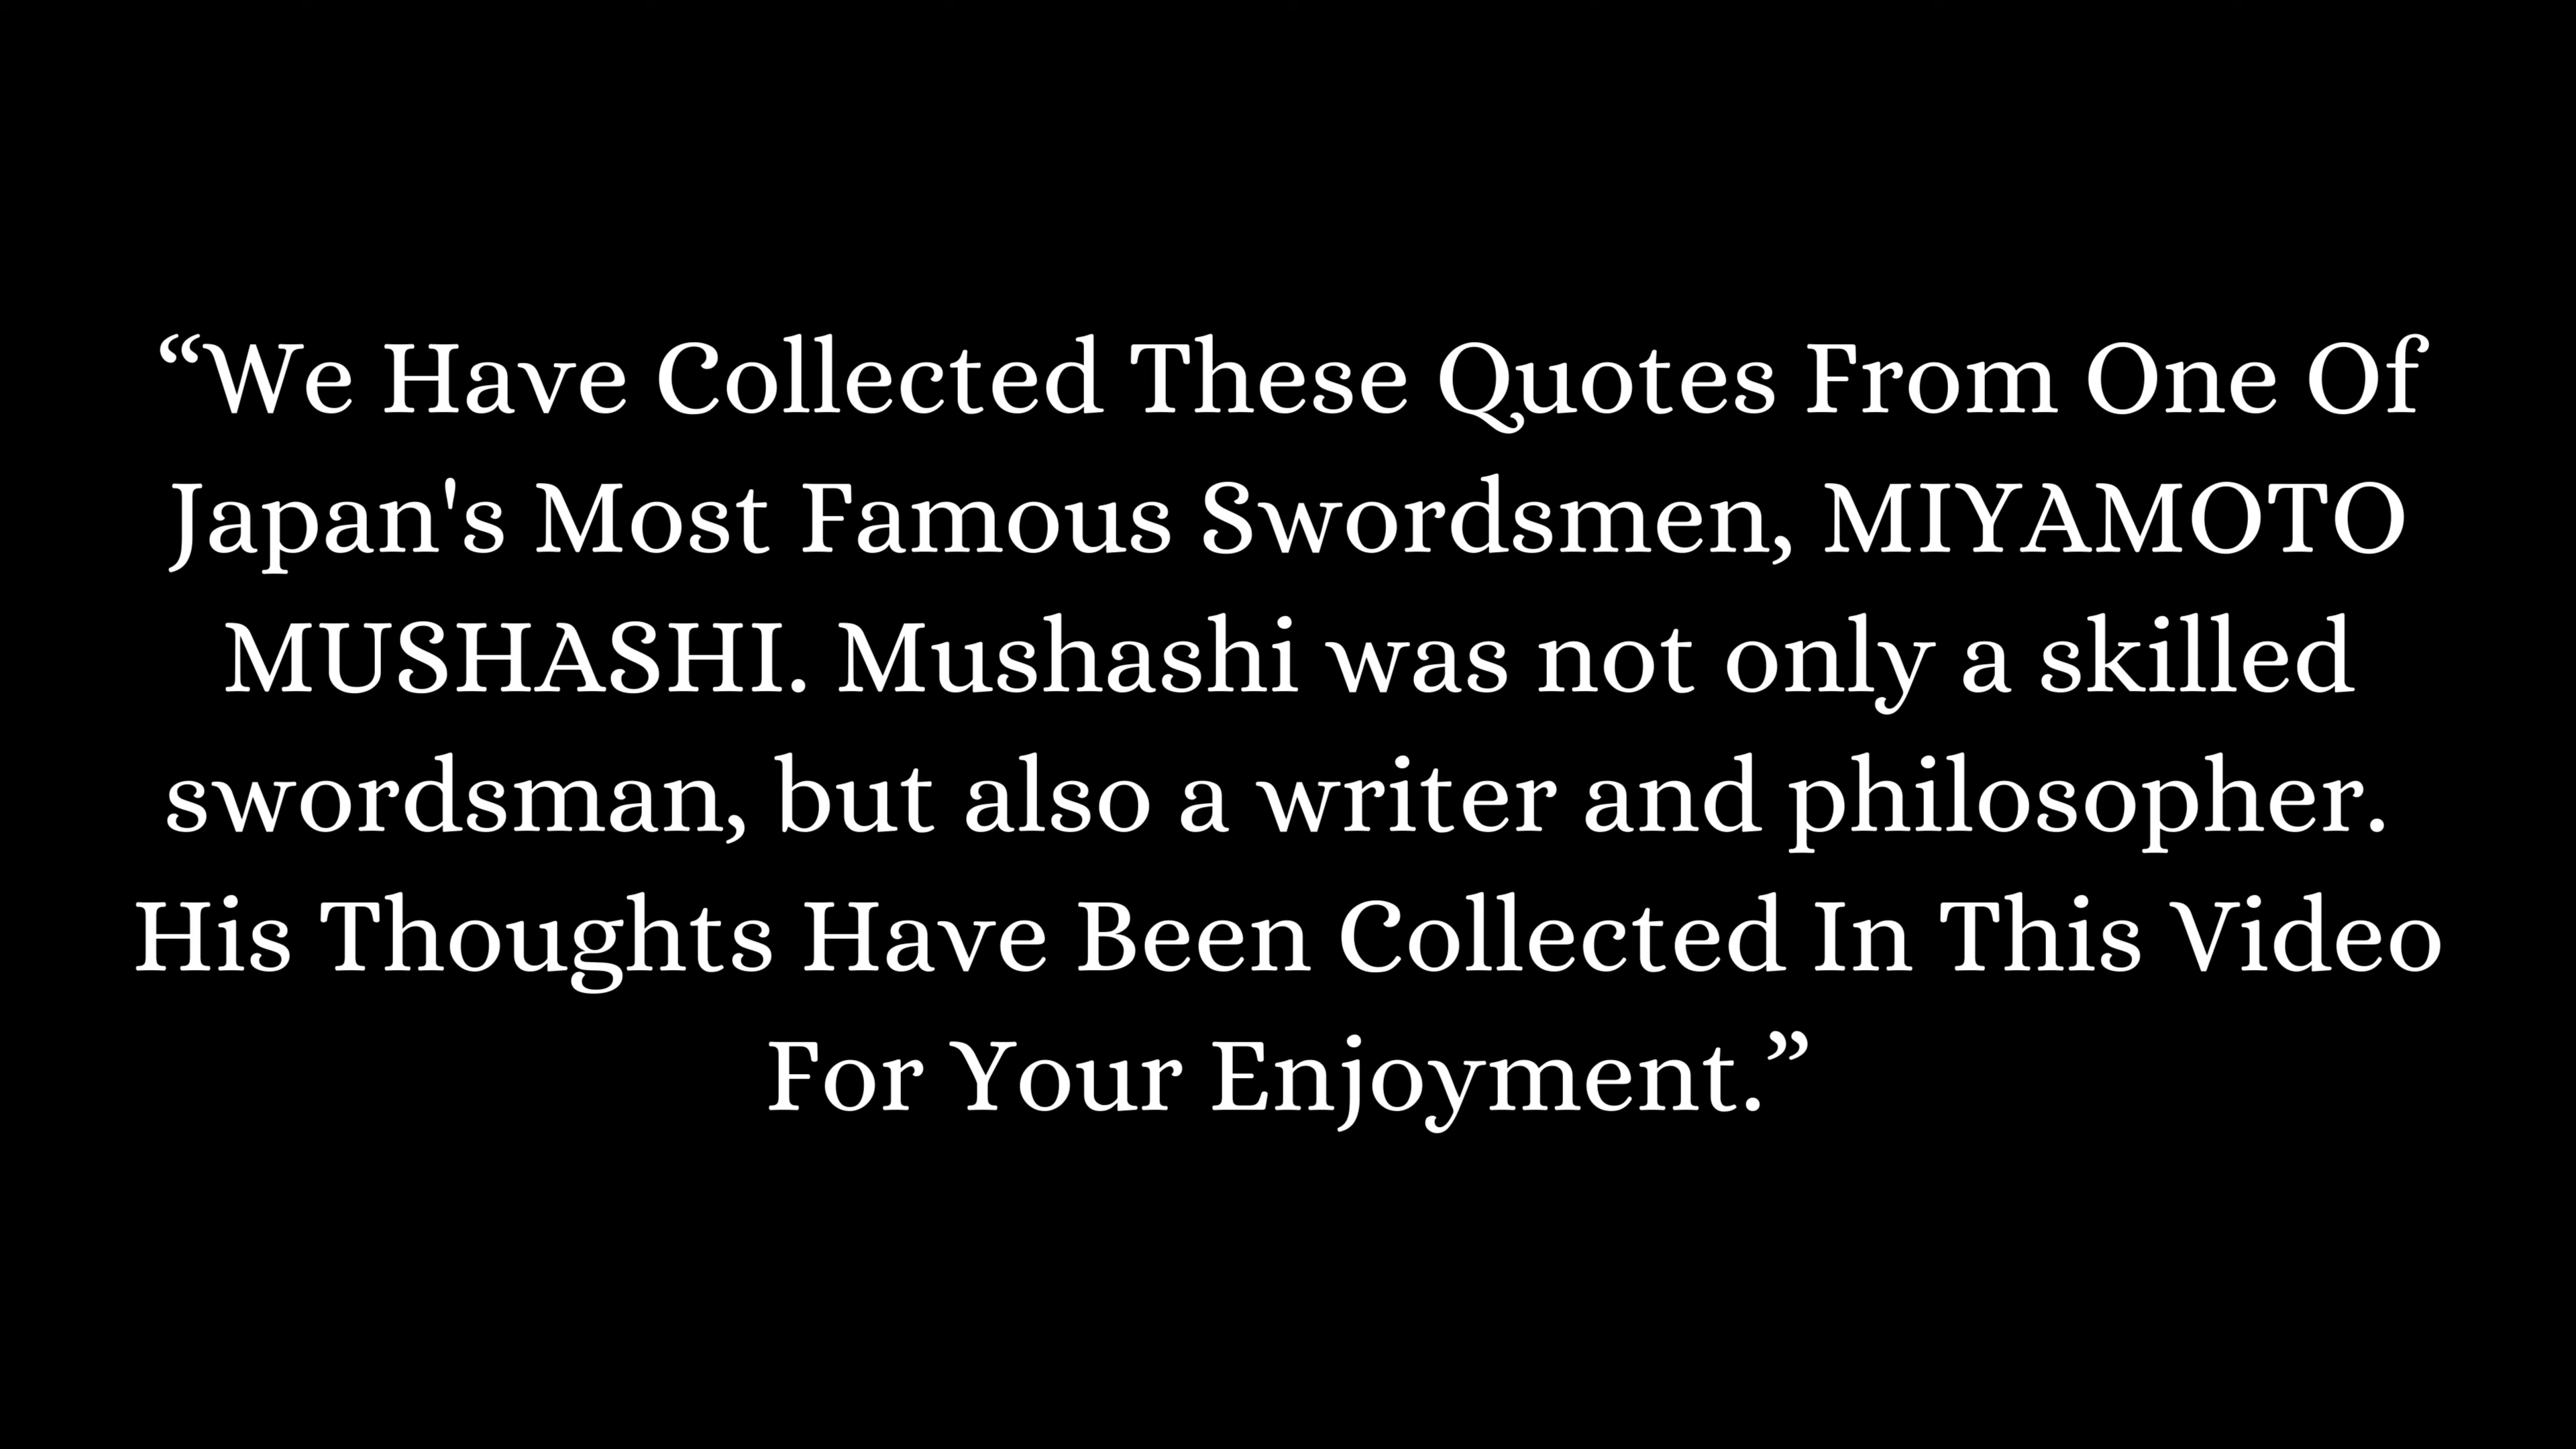 “We Have Collected These Quotes From One Of
Japan's Most Famous Swordsmen, MIYAMOTO
MUSHASHI. Mushashi was not only a skilled
swordsman, but also a writer and philosopher.
His Thoughts Have Been Collected In This Video
For Your Enjoyment.”